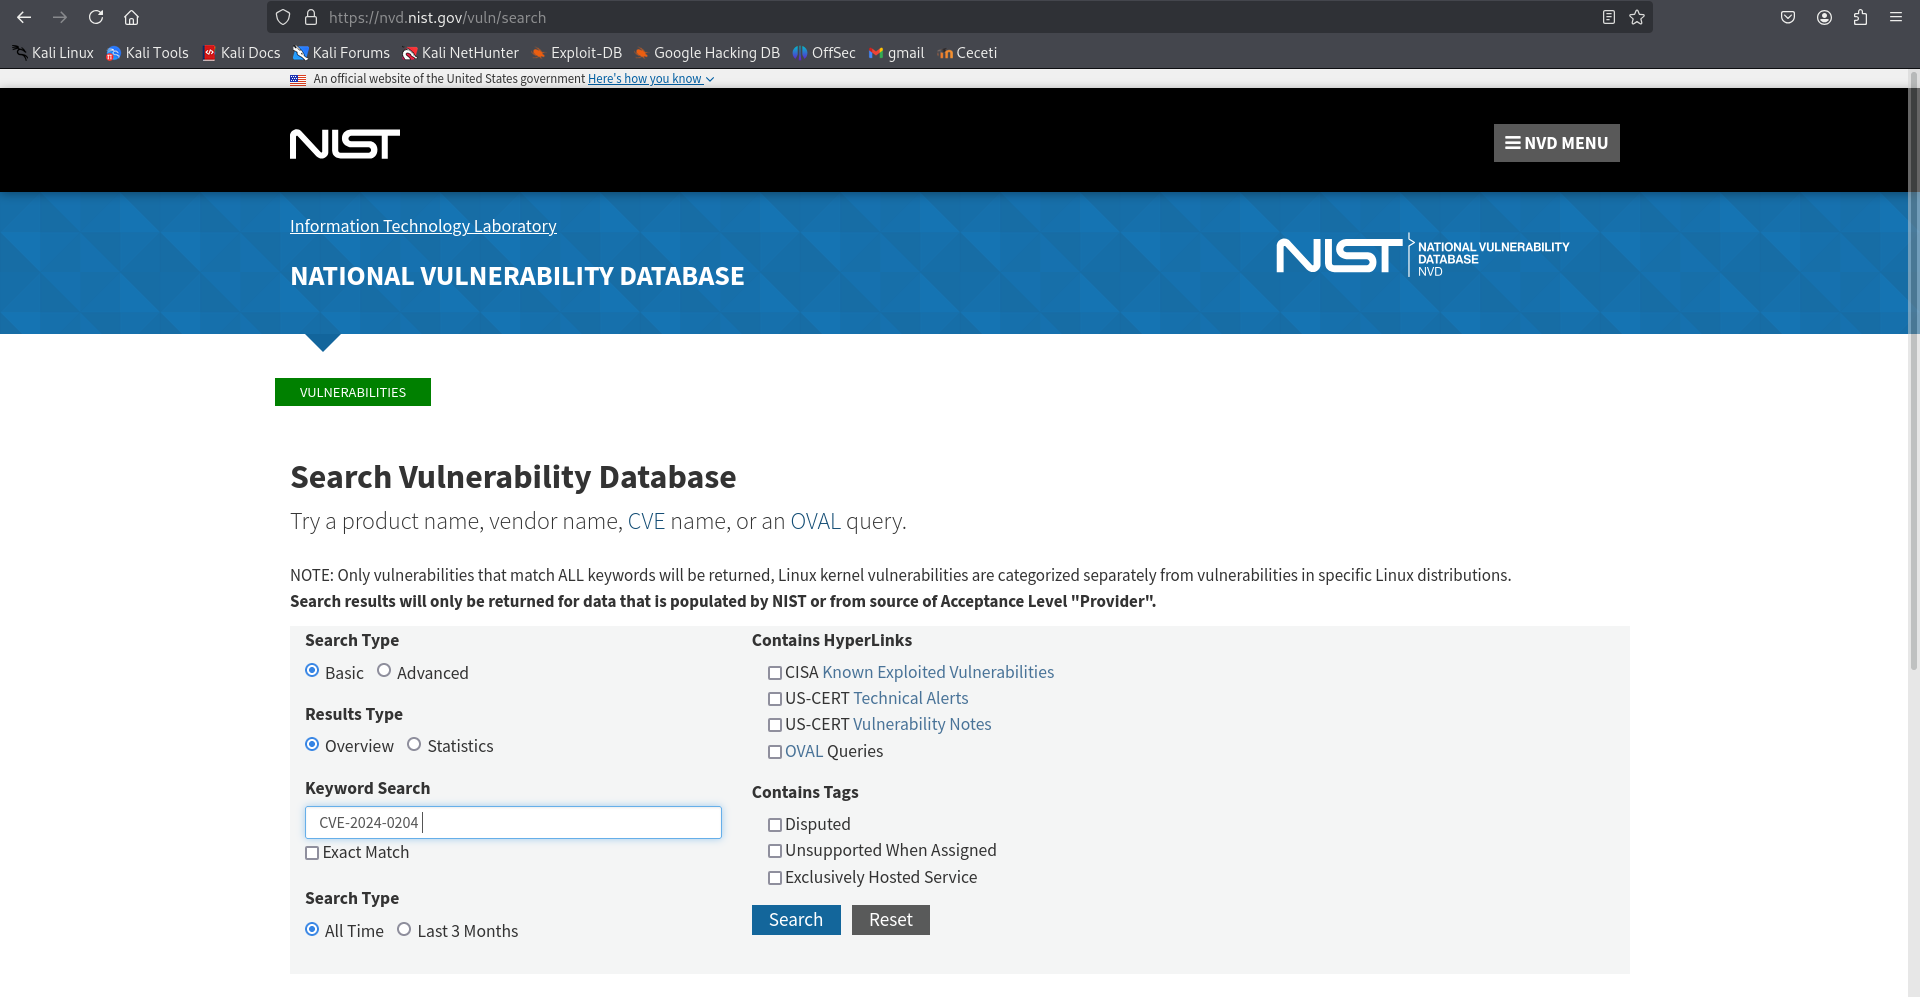 https://nvd.nist.gov/vuln/search
Kali Linux Kali Tools Kali Docs Kali Forums Kali NetHunter Exploit-DB Google Hacking DB OffSec gmail Ceceti
An official website of the United States government Here's how you know
NIST
NVD MENU
Information Technology Laboratory
NATIONAL VULNERABILITY DATABASE
NIST
NATIONAL VULNERABILITY
DATABASE
NVD
VULNERABILITIES
Search Vulnerability Database
Try a product name, vendor name, CVE name, or an OVAL query.
NOTE: Only vulnerabilities that match ALL keywords will be returned, Linux kernel vulnerabilities are categorized separately from vulnerabilities in specific Linux distributions.
Search results will only be returned for data that is populated by NIST or from source of Acceptance Level "Provider".
Search Type
Basic Advanced
Results Type
Overview Statistics
Keyword Search
CVE-2024-0204
Exact Match
Search Type
All Time Last 3 Months
Contains HyperLinks
CISA Known Exploited Vulnerabilities
US-CERT Technical Alerts
US-CERT Vulnerability Notes
OVAL Queries
Contains Tags
Disputed
Unsupported When Assigned
Exclusively Hosted Service
Search Reset